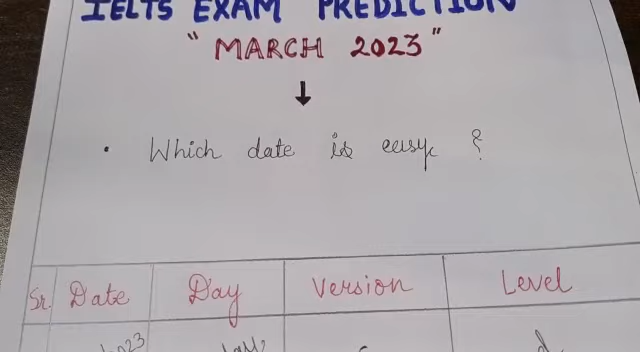 IELTS EXAM PREDICTION
"MARCH 2023"
↓
• Which date is easy ?
Sr. Date Day Version Level